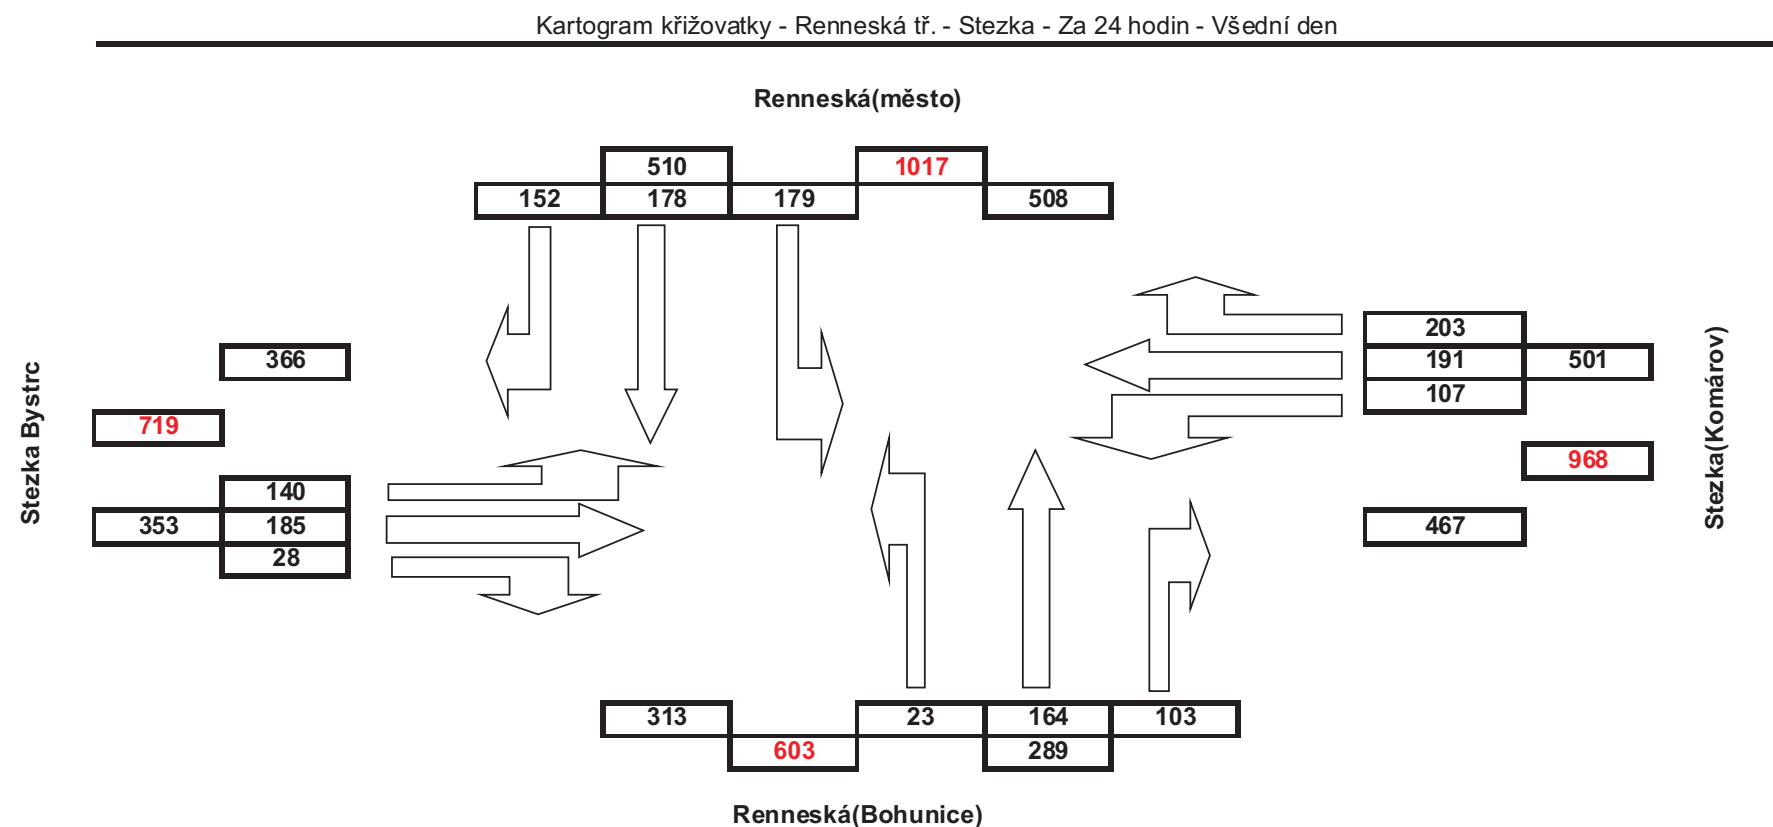 Kartogram křižovatky - Renneská tř. - Stezka - Za 24 hodin - Všední den
Renneská(město)
510 1017
152 178 179 508
203
366 191 501
107
719
968
140
353 185 467
28
Stezka Bystrc
Stezka(Komárov)
313 23 164 103
603 289
Renneská(Bohunice)